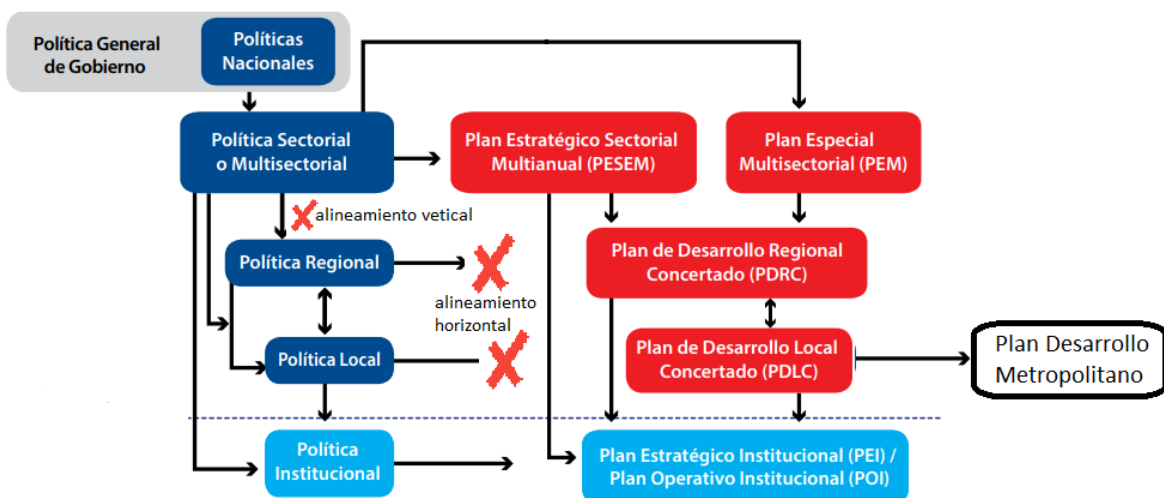 Política General
de Gobierno
Políticas
Nacionales
Política Sectorial
o Multisectorial
Plan Estratégico Sectorial
Multianual (PESEM)
Plan Especial
Multisectorial (PEM)
alineamiento vetical
Política Regional
Plan de Desarrollo Regional
Concertado (PDRC)
alineamiento
horizontal
Política Local
Plan de Desarrollo Local
Concertado (PDLC)
Plan Desarrollo
Metropolitano
Política
Institucional
Plan Estratégico Institucional (PEI) /
Plan Operativo Institucional (POI)